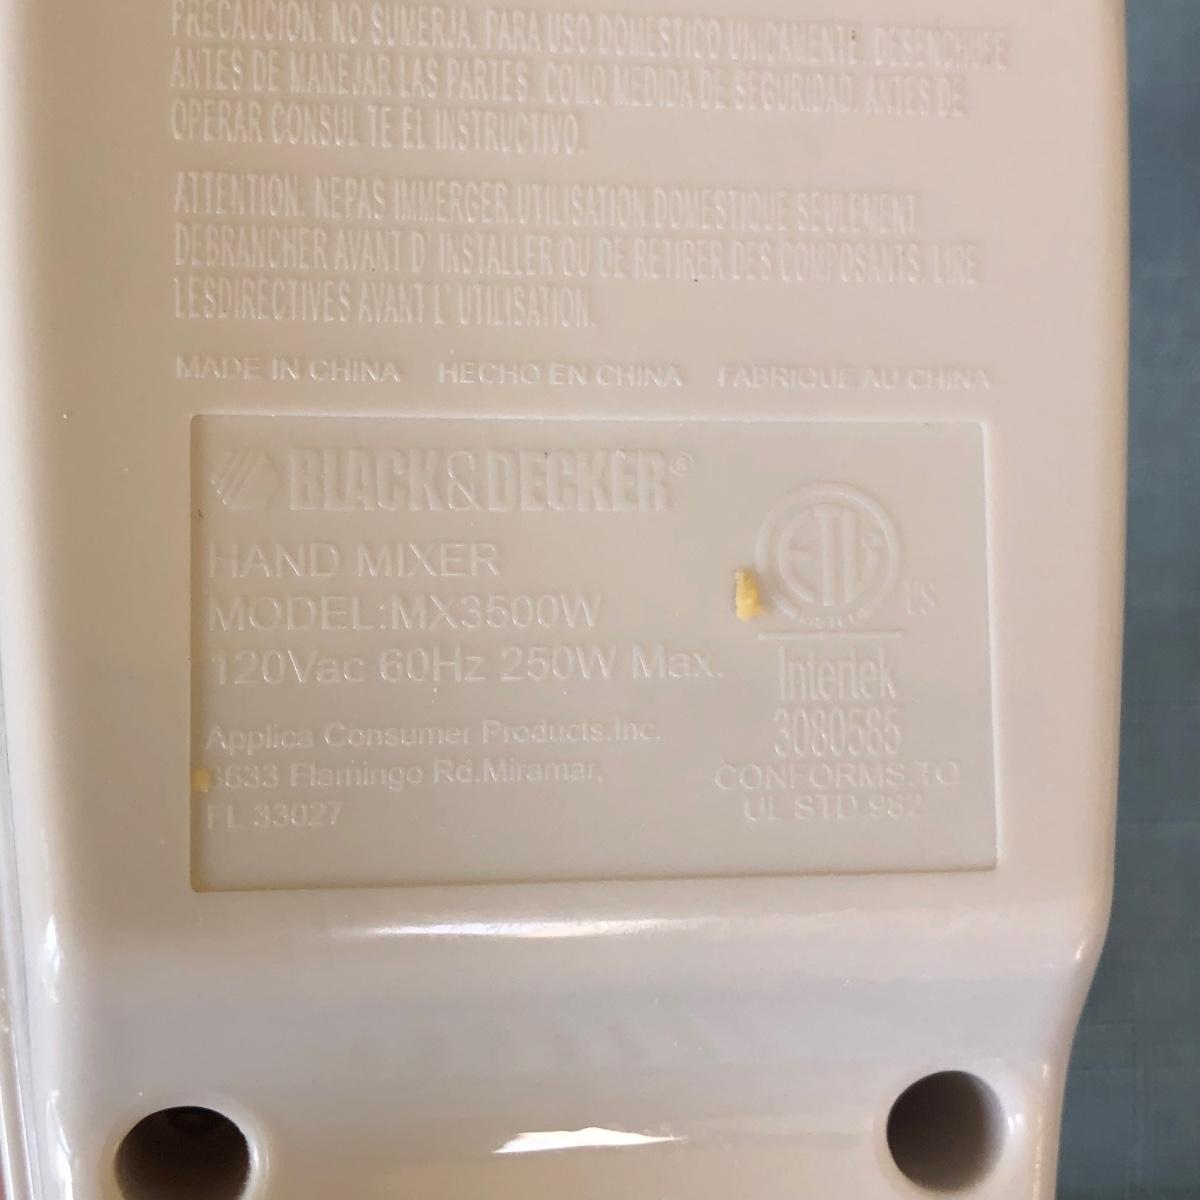 PRECAUCION: NO SUMERJA. PARA USO DOMESTICO UNICAMENTE. DESENCHUFE
ANTES DE MANEJAR LAS PARTES. COMO MEDIDA DE SEGURIDAD. ANTES DE
OPERAR CONSUL TE EL INSTRUCTIVO.
ATTENTION: NEPAS IMMERGER.UTILISATION DOMESTIQUE SEULEMENT.
DEBRANCHER AVANT D' INSTALLER OU DE RETIRER DES COMPOSANTS. LIRE
LESDIRECTIVES AVANT L' UTILISATION.
MADE IN CHINA HECHO EN CHINA FABRIQUE AU CHINA
BLACK&DECKER®
HAND MIXER
MODEL:MX3500W
120Vac 60Hz 250W Max.
Applica Consumer Products.Inc.
3633 Flamingo Rd.Miramar,
FL 33027
ETL
US
Intertek
3080585
CONFORMS.TO
UL STD.982